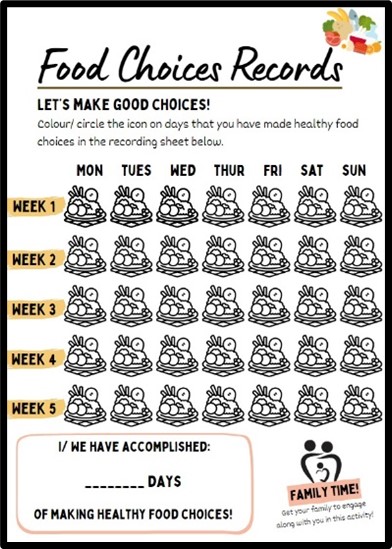 Food Choices Records
LET'S MAKE GOOD CHOICES!
Colour/ circle the icon on days that you have made healthy food
choices in the recording sheet below.
MON TUES WED THUR FRI SAT SUN
WEEK 1
WEEK 2
WEEK 3
WEEK 4
WEEK 5
I/ WE HAVE ACCOMPLISHED:
________ DAYS
OF MAKING HEALTHY FOOD CHOICES!
FAMILY TIME!
Get your family to engage
along with you in this activity!